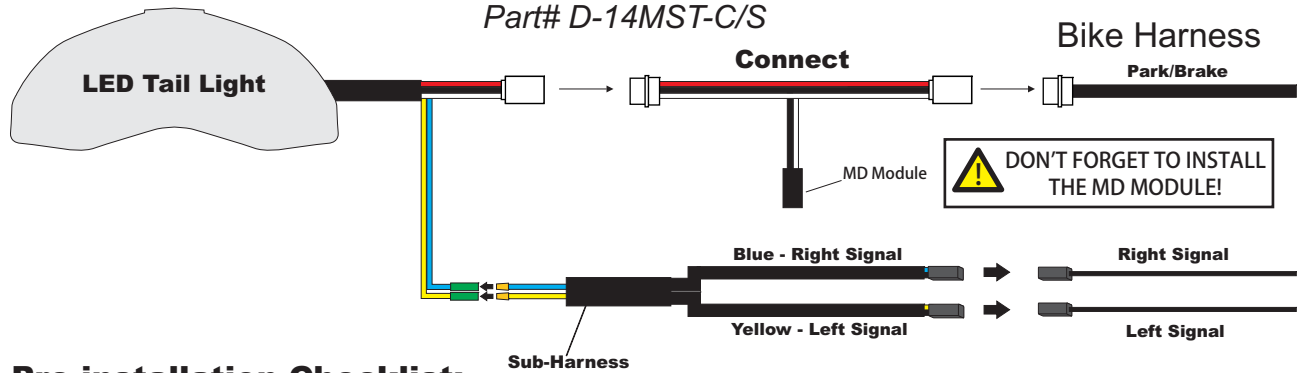 Part# D-14MST-C/S
Bike Harness
LED Tail Light
Connect
Park/Brake
MD Module
DON'T FORGET TO INSTALL
THE MD MODULE!
Blue - Right Signal
Right Signal
Yellow - Left Signal
Left Signal
Sub-Harness
Pre-installation Checklist: